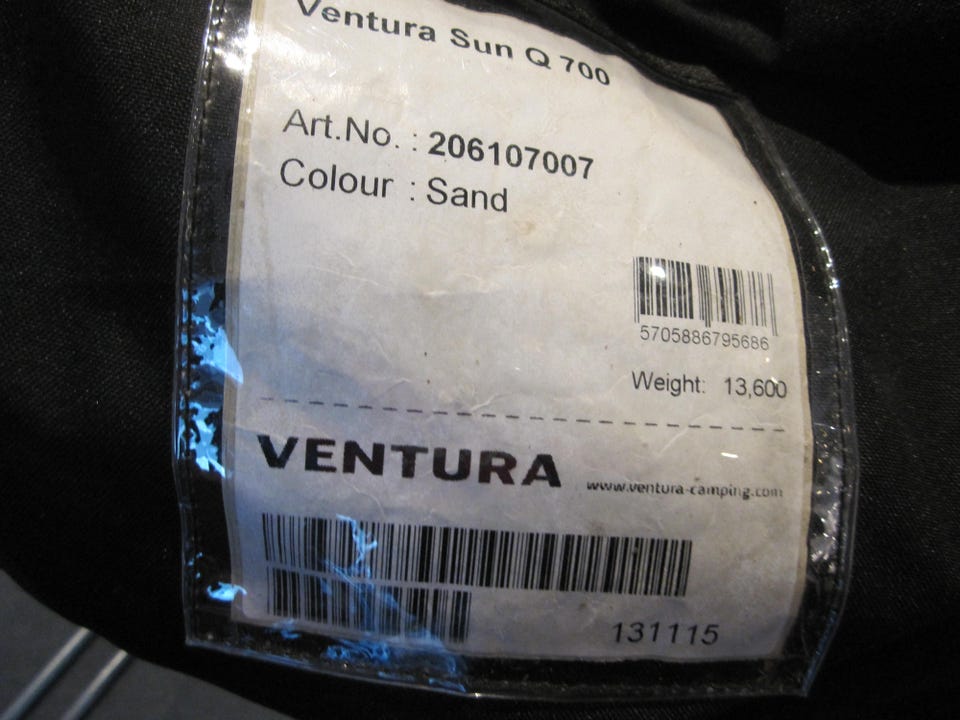 Ventura Sun Q 700
Art.No. : 206107007
Colour : Sand
5705886795686
Weight: 13,600
VENTURA www.ventura-camping.com
131115